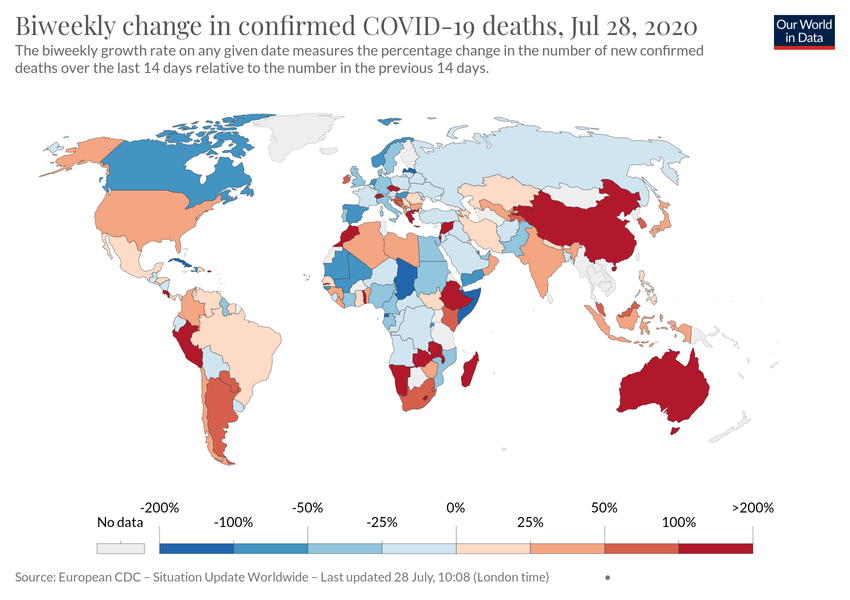 Biweekly change in confirmed COVID-19 deaths, Jul 28, 2020
Our World
in Data
The biweekly growth rate on any given date measures the percentage change in the number of new confirmed
deaths over the last 14 days relative to the number in the previous 14 days.
-200% -50% 0% 50% >200%
No data -100% -25% 25% 100%
Source: European CDC – Situation Update Worldwide – Last updated 28 July, 10:08 (London time)